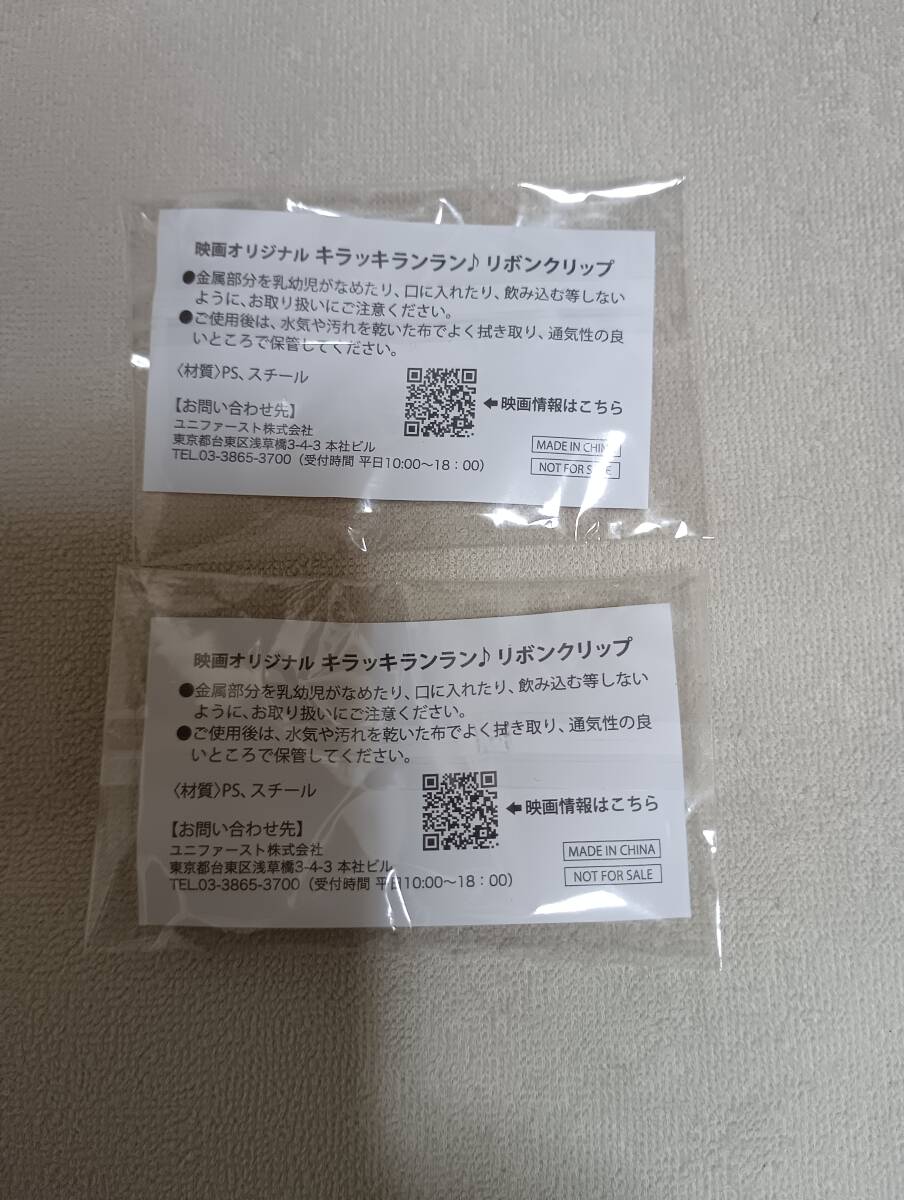 映画オリジナル キラッキランラン♪リボンクリップ
●金属部分を乳幼児がなめたり、口に入れたり、飲み込む等しない
ように、お取り扱いにご注意ください。
●ご使用後は、水気や汚れを乾いた布でよく拭き取り、通気性の良
いところで保管してください。
〈材質〉PS、スチール
←映画情報はこちら
【お問い合わせ先】
ユニファースト株式会社
東京都台東区浅草橋3-4-3 本社ビル
TEL.03-3865-3700（受付時間 平日10:00～18：00）
MADE IN CHINA
NOT FOR SALE
映画オリジナル キラッキランラン♪リボンクリップ
●金属部分を乳幼児がなめたり、口に入れたり、飲み込む等しない
ように、お取り扱いにご注意ください。
●ご使用後は、水気や汚れを乾いた布でよく拭き取り、通気性の良
いところで保管してください。
〈材質〉PS、スチール
←映画情報はこちら
【お問い合わせ先】
ユニファースト株式会社
東京都台東区浅草橋3-4-3 本社ビル
TEL.03-3865-3700（受付時間 平日10:00～18：00）
MADE IN CHINA
NOT FOR SALE